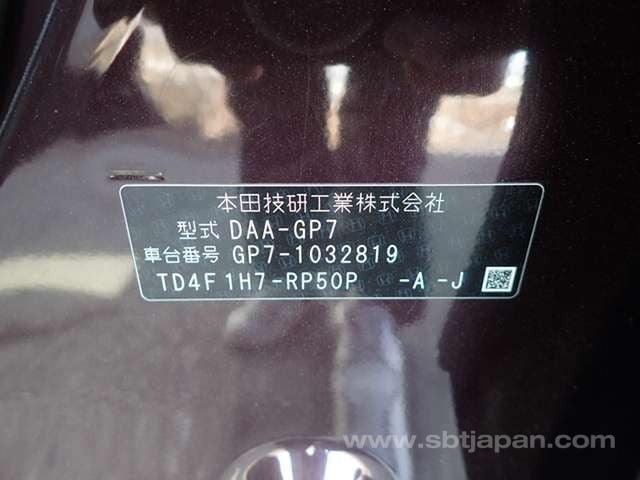 本田技研工業株式会社
型式 DAA-GP7
車台番号 GP7-1032819
TD4F1H7-RP50P -A -J
www.sbtjapan.com